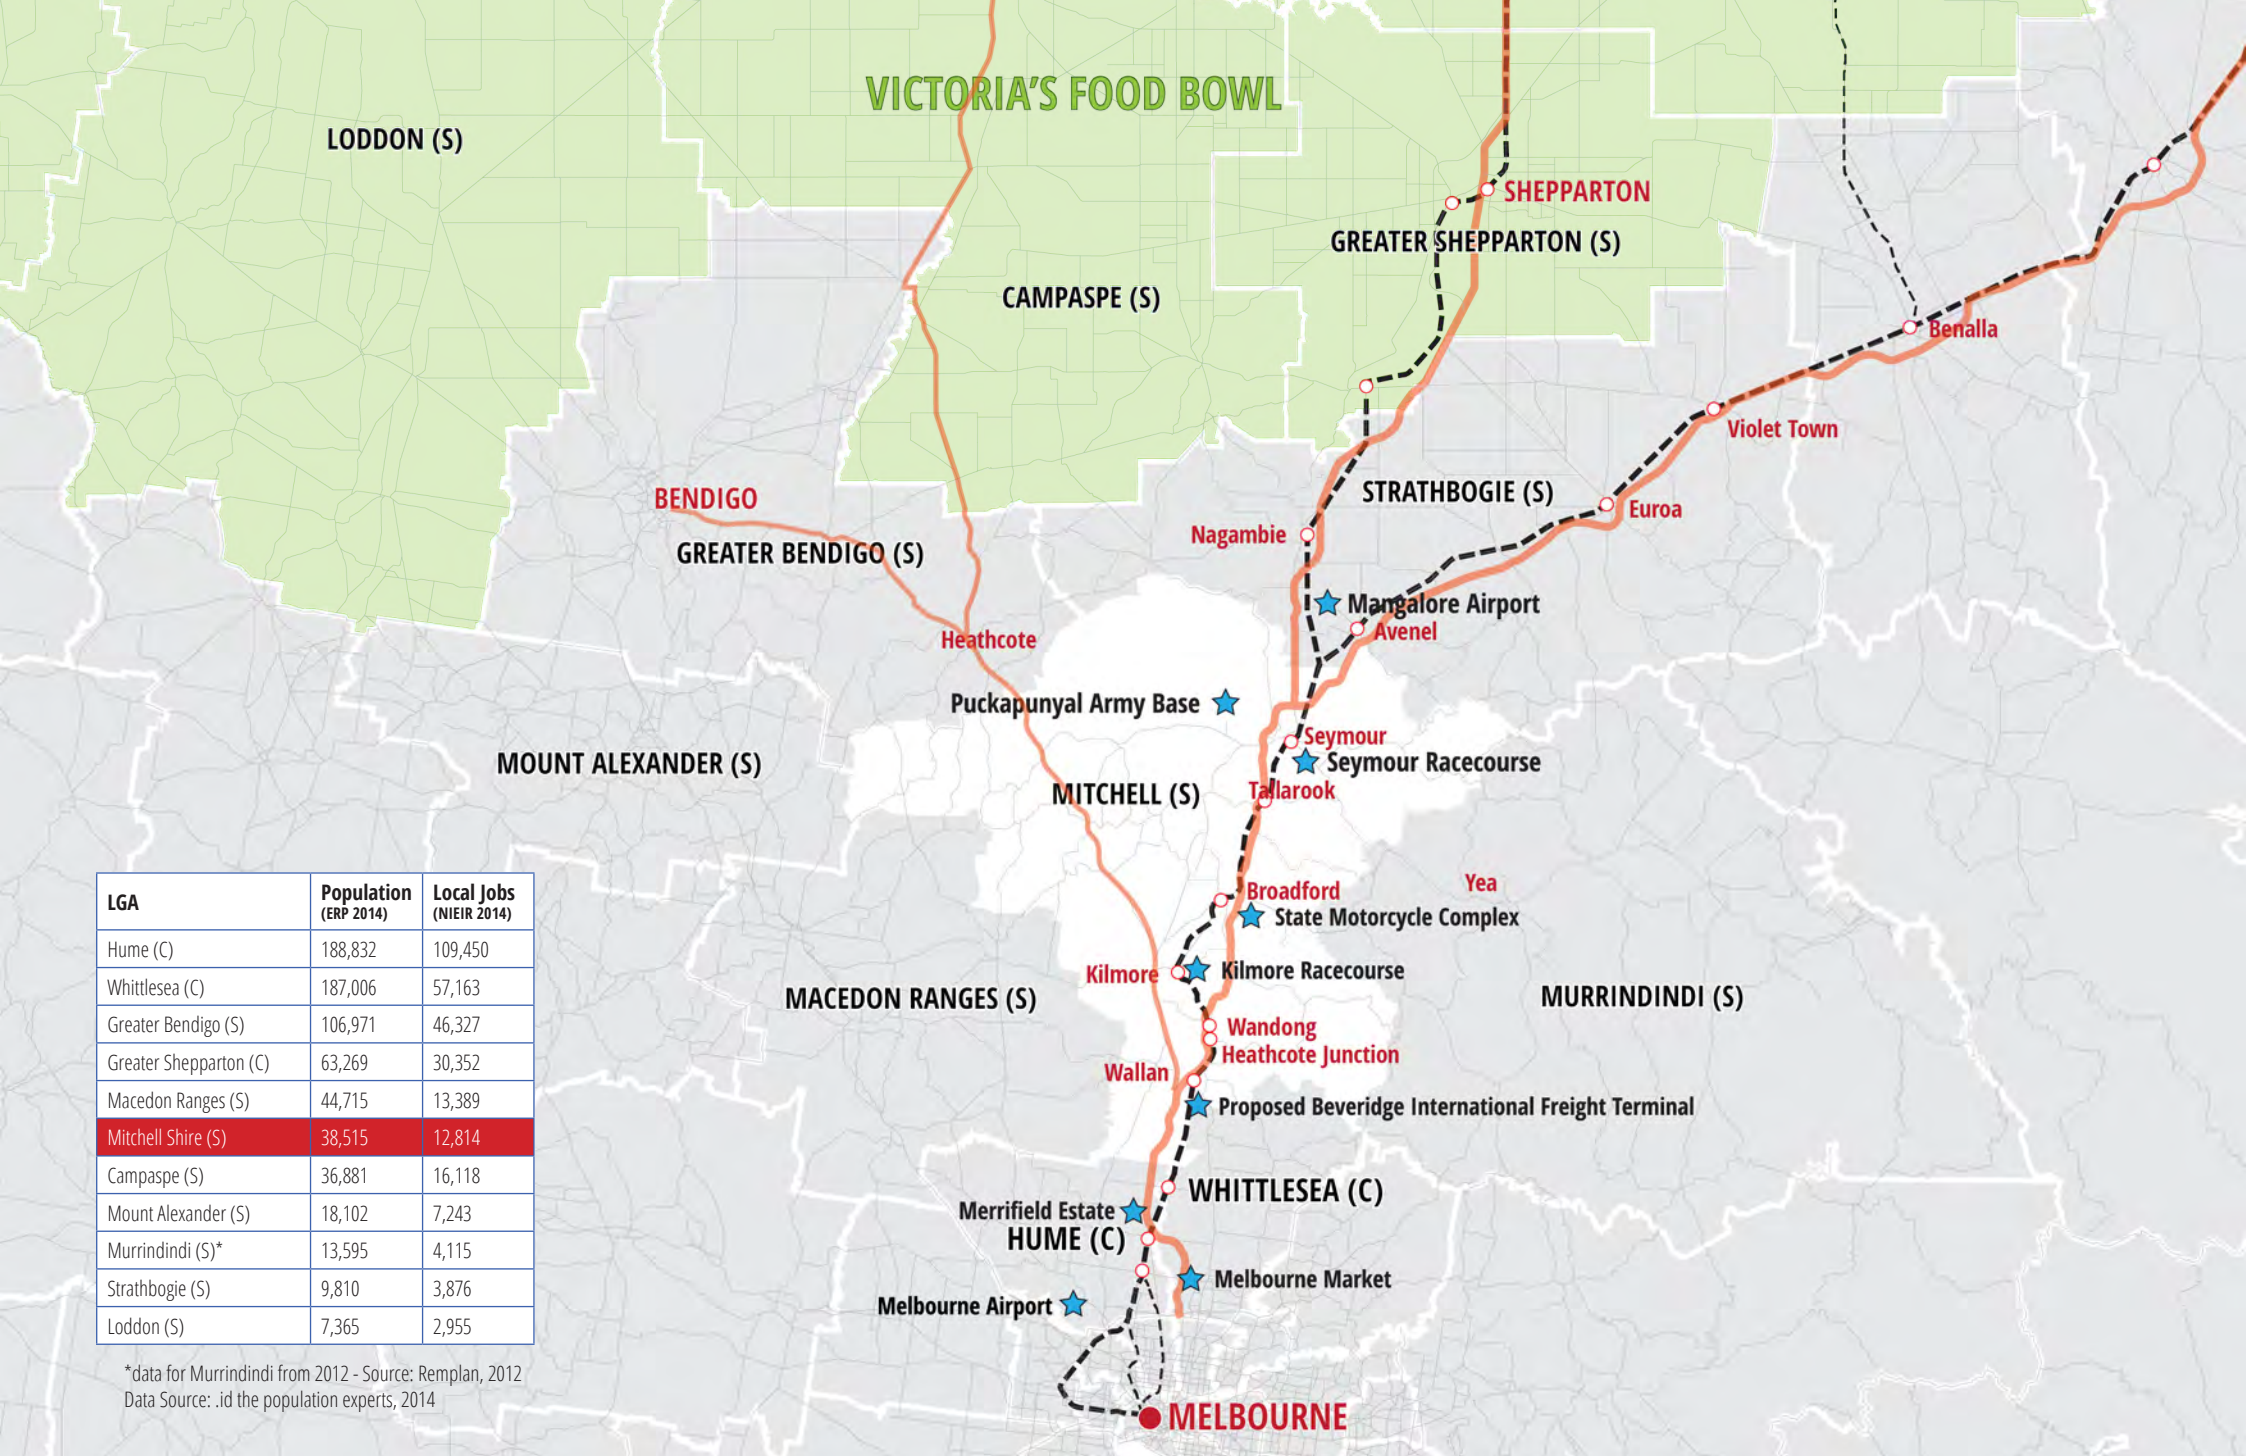 VICTORIA'S FOOD BOWL
LODDON (S)
SHEPPARTON
GREATER SHEPPARTON (S)
CAMPASPE (S)
Benalla
Violet Town
STRATHBOGIE (S)
BENDIGO
Euroa
Nagambie
GREATER BENDIGO (S)
Mangalore Airport
Avenel
Heathcote
Puckapunyal Army Base
Seymour
MOUNT ALEXANDER (S)
Seymour Racecourse
MITCHELL (S)
Tallarook
Yea
Broadford
State Motorcycle Complex
Kilmore
Kilmore Racecourse
MACEDON RANGES (S)
MURRINDINDI (S)
Wandong
Heathcote Junction
Wallan
Proposed Beveridge International Freight Terminal
WHITTLESEA (C)
Merrifield Estate
HUME (C)
Melbourne Market
Melbourne Airport
MELBOURNE
LGA Population (ERP 2014) Local Jobs (NIEIR 2014)
Hume (C) 188,832 109,450
Whittlesea (C) 187,006 57,163
Greater Bendigo (S) 106,971 46,327
Greater Shepparton (C) 63,269 30,352
Macedon Ranges (S) 44,715 13,389
Mitchell Shire (S) 38,515 12,814
Campaspe (S) 36,881 16,118
Mount Alexander (S) 18,102 7,243
Murrindindi (S)* 13,595 4,115
Strathbogie (S) 9,810 3,876
Loddon (S) 7,365 2,955
*data for Murrindindi from 2012 - Source: Remplan, 2012
Data Source: .id the population experts, 2014